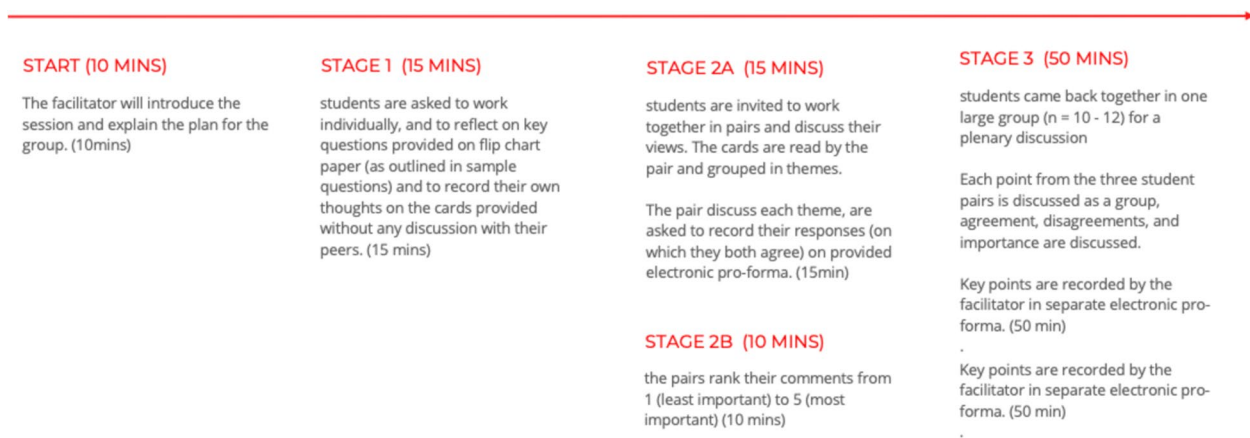 START (10 MINS)
The facilitator will introduce the
session and explain the plan for the
group. (10mins)
STAGE 1 (15 MINS)
students are asked to work
individually, and to reflect on key
questions provided on flip chart
paper (as outlined in sample
questions) and to record their own
thoughts on the cards provided
without any discussion with their
peers. (15 mins)
STAGE 2A (15 MINS)
students are invited to work
together in pairs and discuss their
views. The cards are read by the
pair and grouped in themes.
The pair discuss each theme, are
asked to record their responses (on
which they both agree) on provided
electronic pro-forma. (15min)
STAGE 2B (10 MINS)
the pairs rank their comments from
1 (least important) to 5 (most
important) (10 mins)
STAGE 3 (50 MINS)
students came back together in one
large group (n = 10 - 12) for a
plenary discussion
Each point from the three student
pairs is discussed as a group,
agreement, disagreements, and
importance are discussed.
Key points are recorded by the
facilitator in separate electronic pro-
forma. (50 min)
.
Key points are recorded by the
facilitator in separate electronic pro-
forma. (50 min)
.